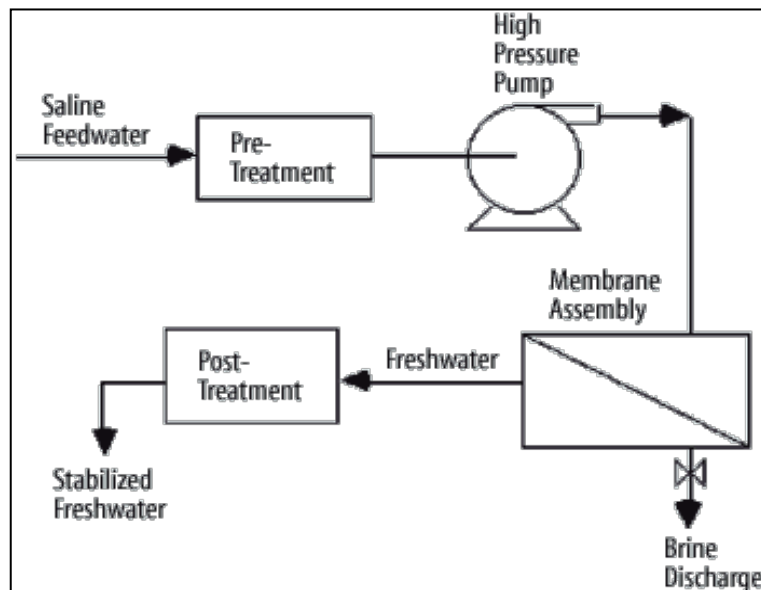 High
Pressure
Pump
Saline
Feedwater
Pre-
Treatment
Membrane
Assembly
Post-
Treatment
Freshwater
Stabilized
Freshwater
Brine
Discharge